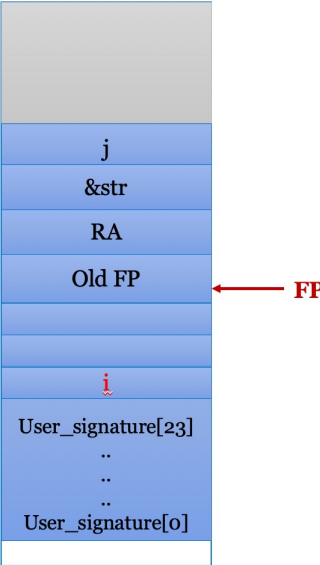 j
&str
RA
Old FP
FP
i
User_signature[23]
..
..
..
User_signature[0]